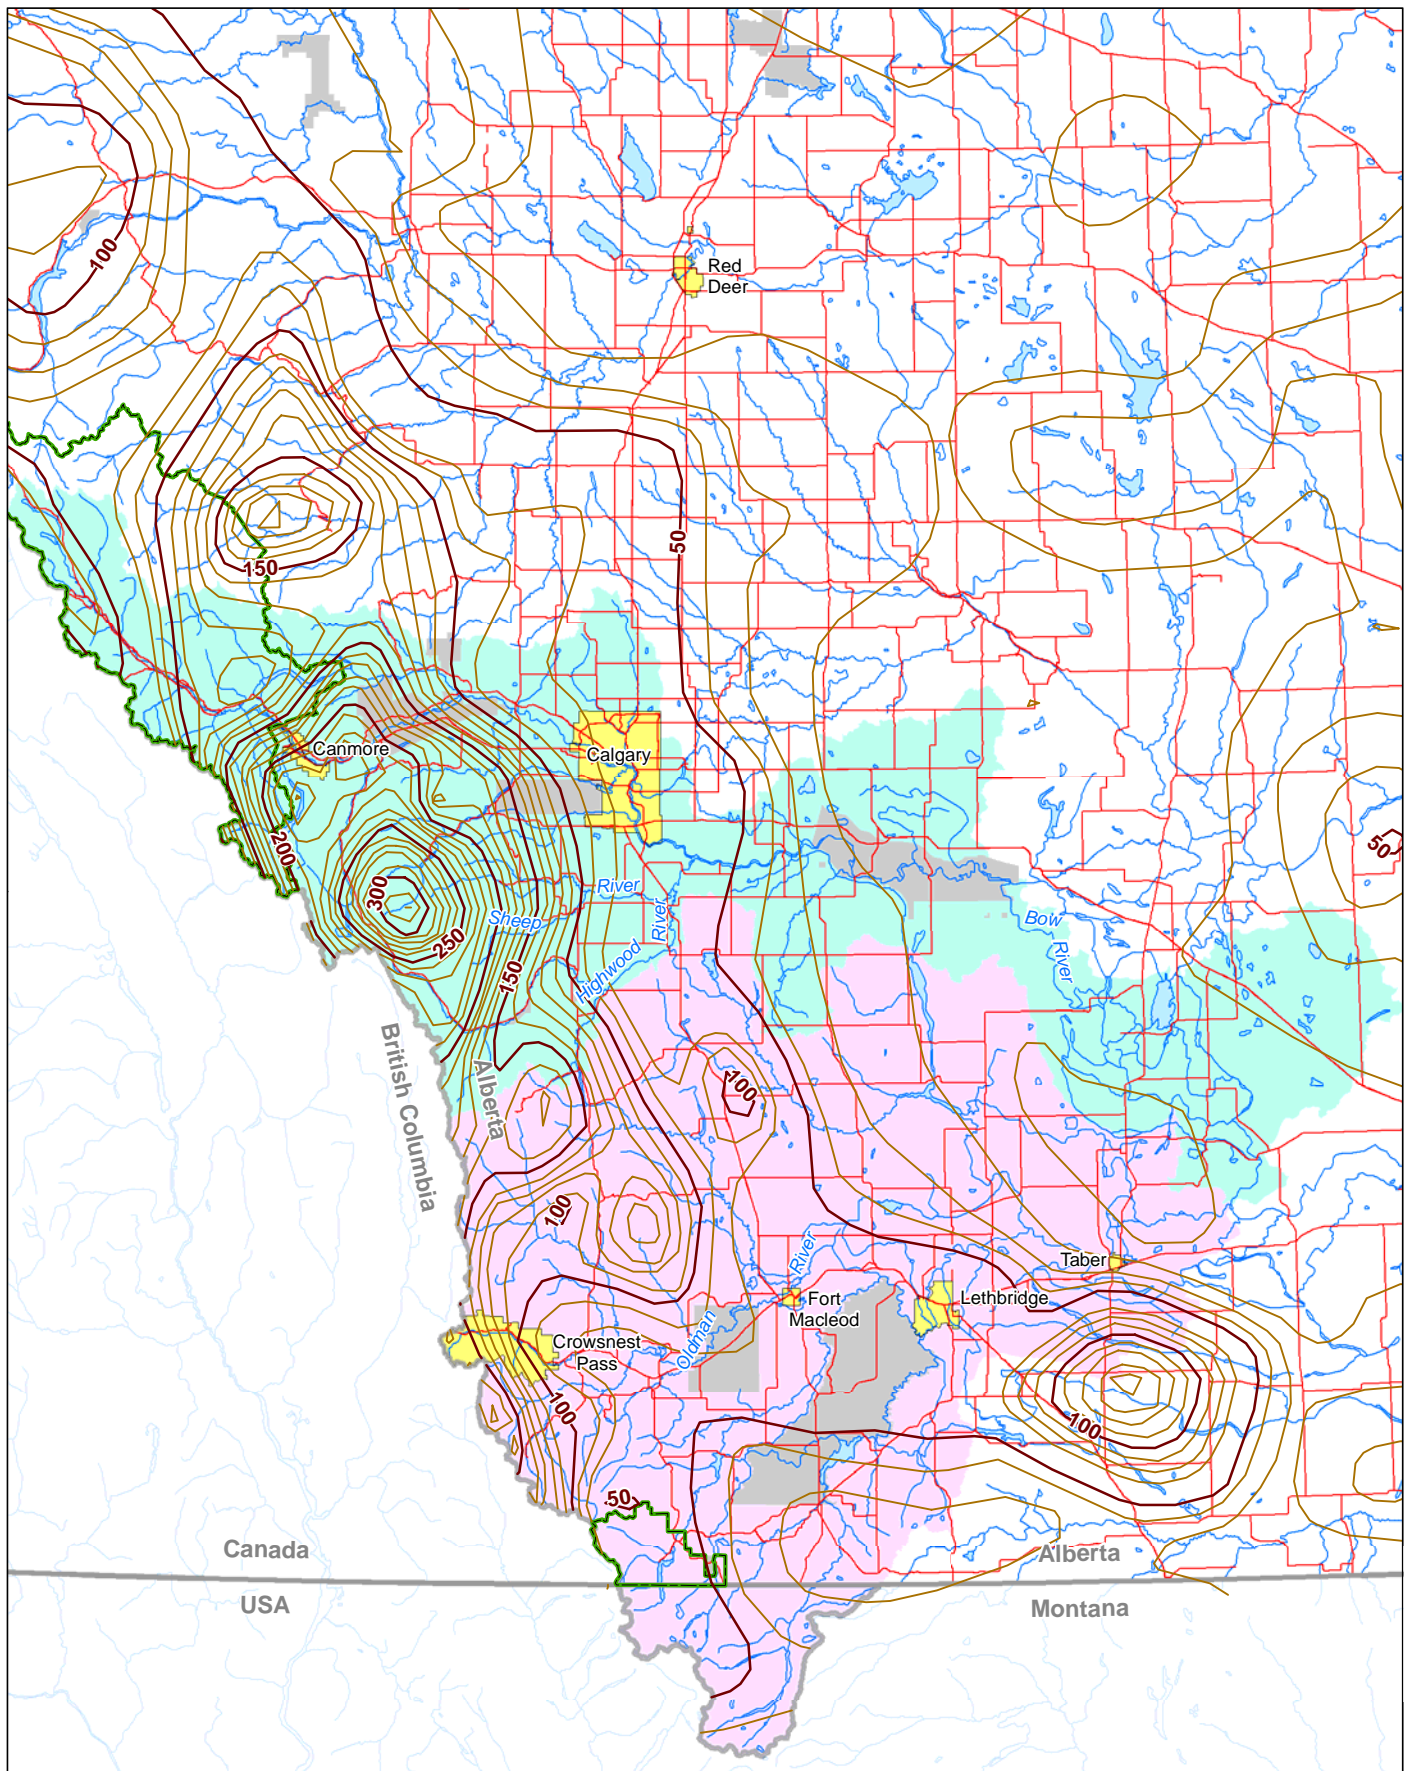 100
Red
Deer
50
150
Canmore
Calgary
200
50
300
River
Sheep
River
Bow
River
250
Highwood
150
British Columbia
Alberta
100
100
River
Taber
Fort
Macleod
Lethbridge
Oldman
Crowsnest
Pass
100
100
50
Canada
Alberta
USA
Montana